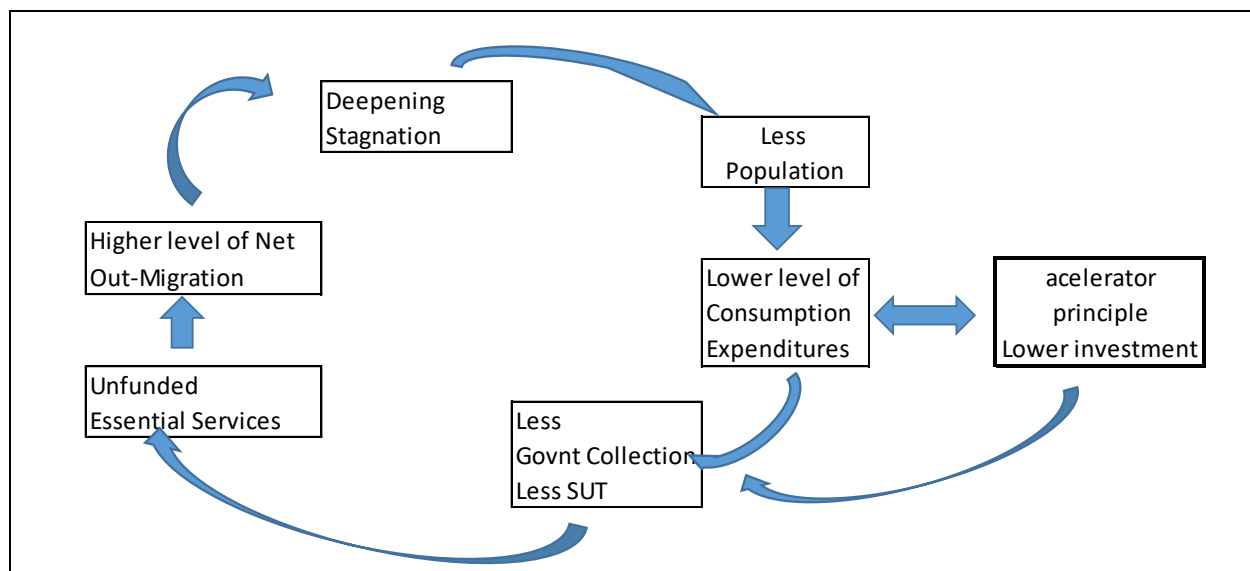 Deepening
Stagnation
Less
Population
Higher level of Net
Out-Migration
Lower level of
Consumption
Expenditures
acelerator
principle
Lower investment
Unfunded
Essential Services
Less
Govnt Collection
Less SUT